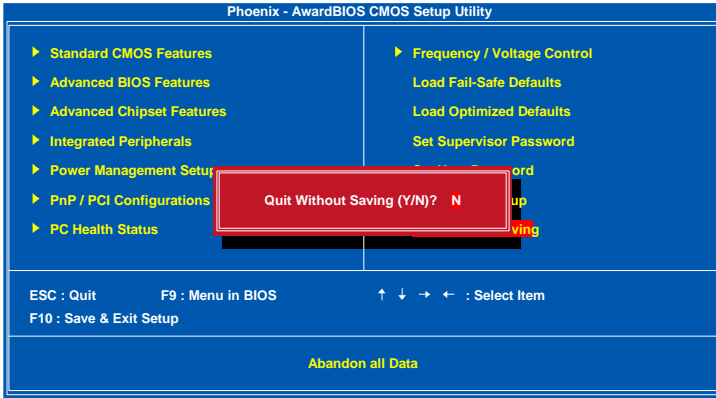 Phoenix - AwardBIOS CMOS Setup Utility
Standard CMOS Features
Advanced BIOS Features
Advanced Chipset Features
Integrated Peripherals
Power Management Setup
PnP / PCI Configurations
PC Health Status
Frequency / Voltage Control
Load Fail-Safe Defaults
Load Optimized Defaults
Set Supervisor Password
Quit Without Saving (Y/N)? N
ESC : Quit F9 : Menu in BIOS ↑ ↓ → ← : Select Item
F10 : Save & Exit Setup
Abandon all Data